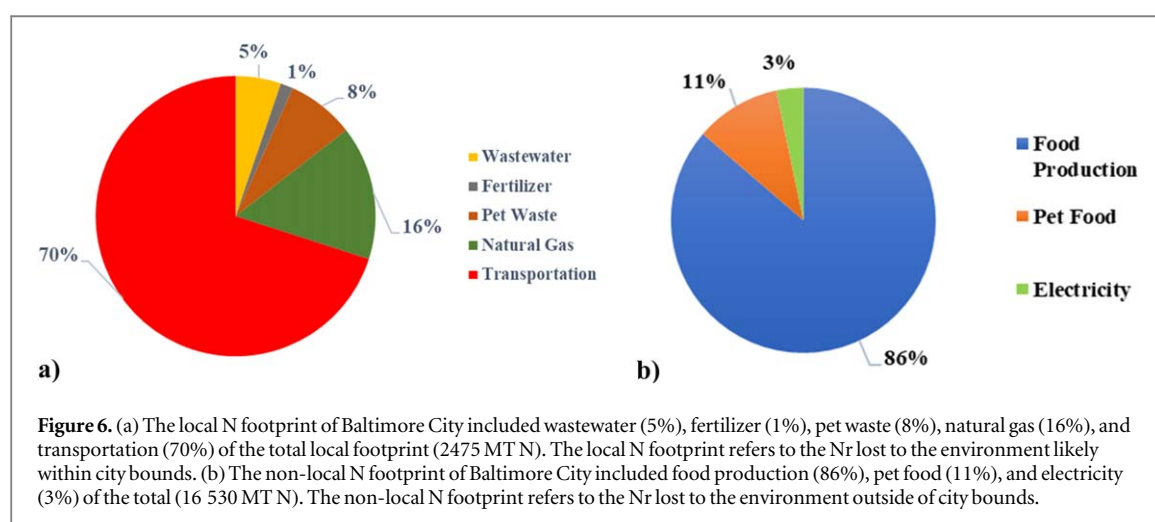 5%
1%
8%
16%
70%
Wastewater
Fertilizer
Pet Waste
Natural Gas
Transportation
a)
3%
11%
86%
Food
Production
Pet Food
Electricity
b)
Figure 6. (a) The local N footprint of Baltimore City included wastewater (5%), fertilizer (1%), pet waste (8%), natural gas (16%), and
transportation (70%) of the total local footprint (2475 MT N). The local N footprint refers to the Nr lost to the environment likely
within city bounds. (b) The non-local N footprint of Baltimore City included food production (86%), pet food (11%), and electricity
(3%) of the total (16 530 MT N). The non-local N footprint refers to the Nr lost to the environment outside of city bounds.